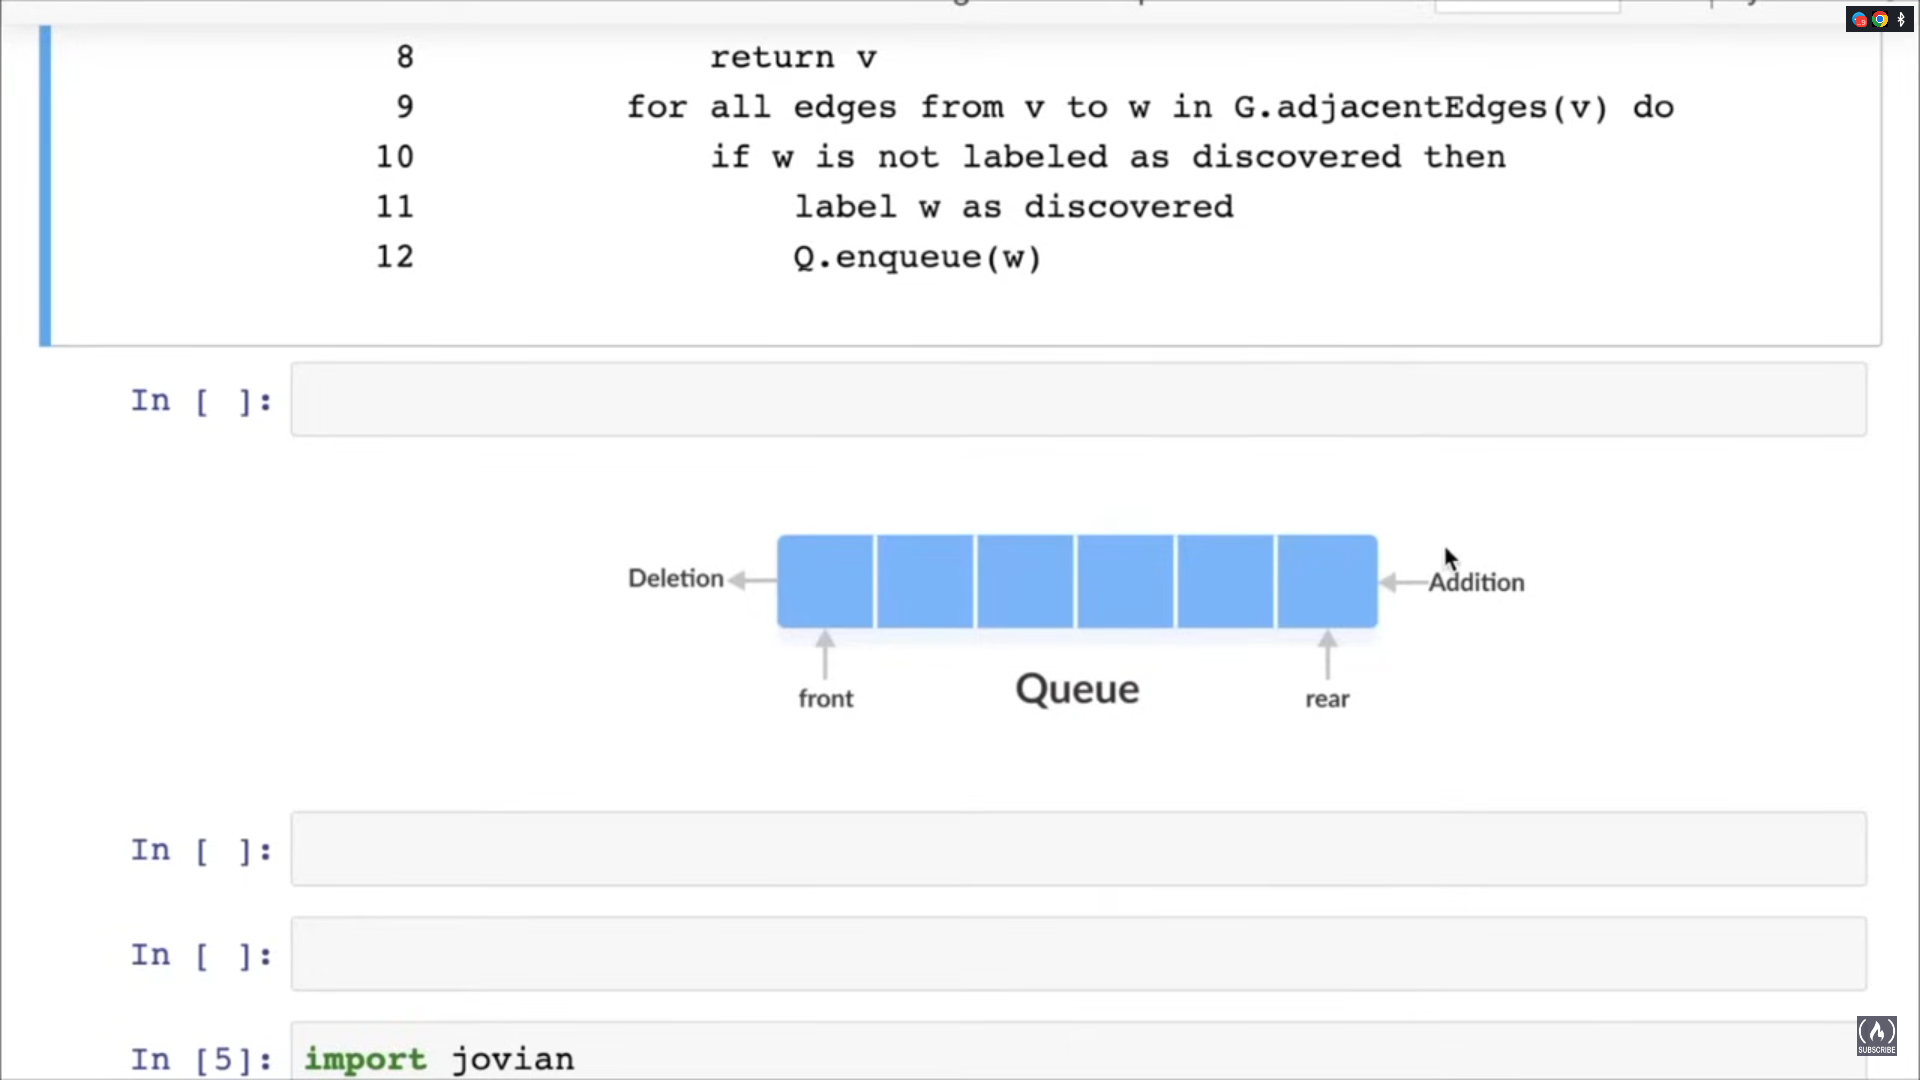 8 return v
9 for all edges from v to w in G.adjacentEdges(v) do
10 if w is not labeled as discovered then
11 label w as discovered
12 Q.enqueue(w)
In [ ]:
Deletion
Addition
front
Queue
rear
In [ ]:
In [ ]:
In [5]: import jovian
SUBSCRIBE